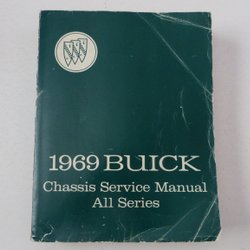 1969 BUICK
Chassis Service Manual
All Series